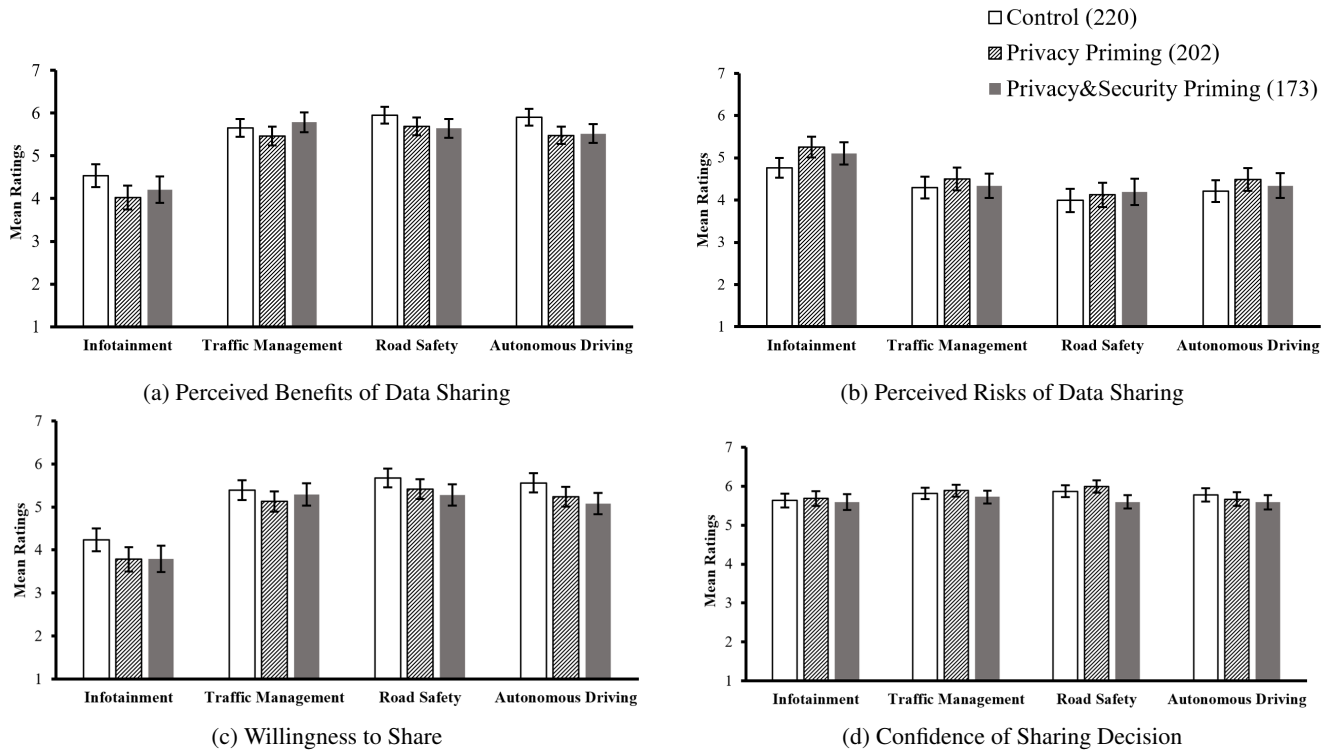 Control (220)
Privacy Priming (202)
Privacy&Security Priming (173)
7
6
5
4
3
2
1
Mean Ratings
Infotainment Traffic Management Road Safety Autonomous Driving
(a) Perceived Benefits of Data Sharing
7
6
5
4
3
2
1
Mean Ratings
Infotainment Traffic Management Road Safety Autonomous Driving
(b) Perceived Risks of Data Sharing
7
6
5
4
3
2
1
Mean Ratings
Infotainment Traffic Management Road Safety Autonomous Driving
(c) Willingness to Share
7
6
5
4
3
2
1
Mean Ratings
Infotainment Traffic Management Road Safety Autonomous Driving
(d) Confidence of Sharing Decision